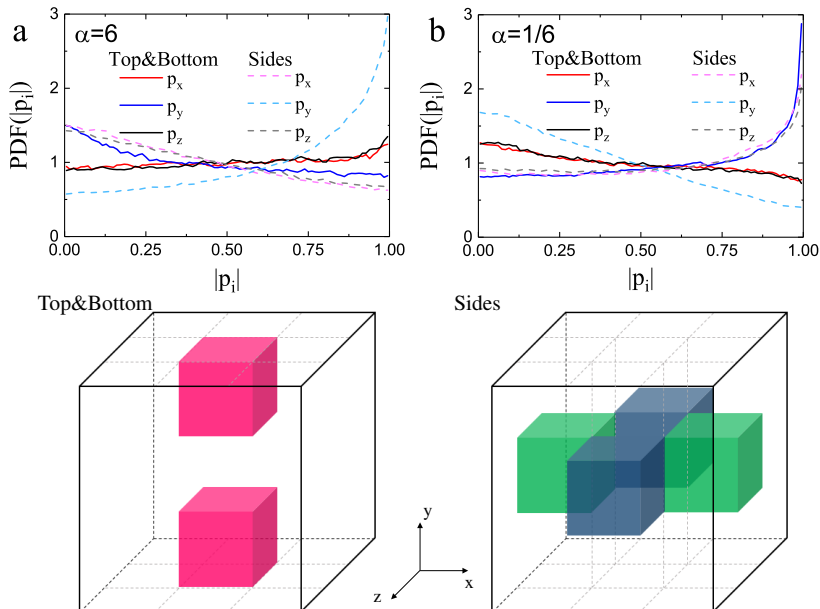 a
α=6
Top&Bottom Sides
p_x p_x
p_y p_y
p_z p_z
PDF(|p_i|)
3
2
1
0
0.00 0.25 0.50 0.75 1.00
|p_i|
b
α=1/6
Top&Bottom Sides
p_x p_x
p_y p_y
p_z p_z
PDF(|p_i|)
3
2
1
0
0.00 0.25 0.50 0.75 1.00
|p_i|
Top&Bottom
Sides
y
x
z